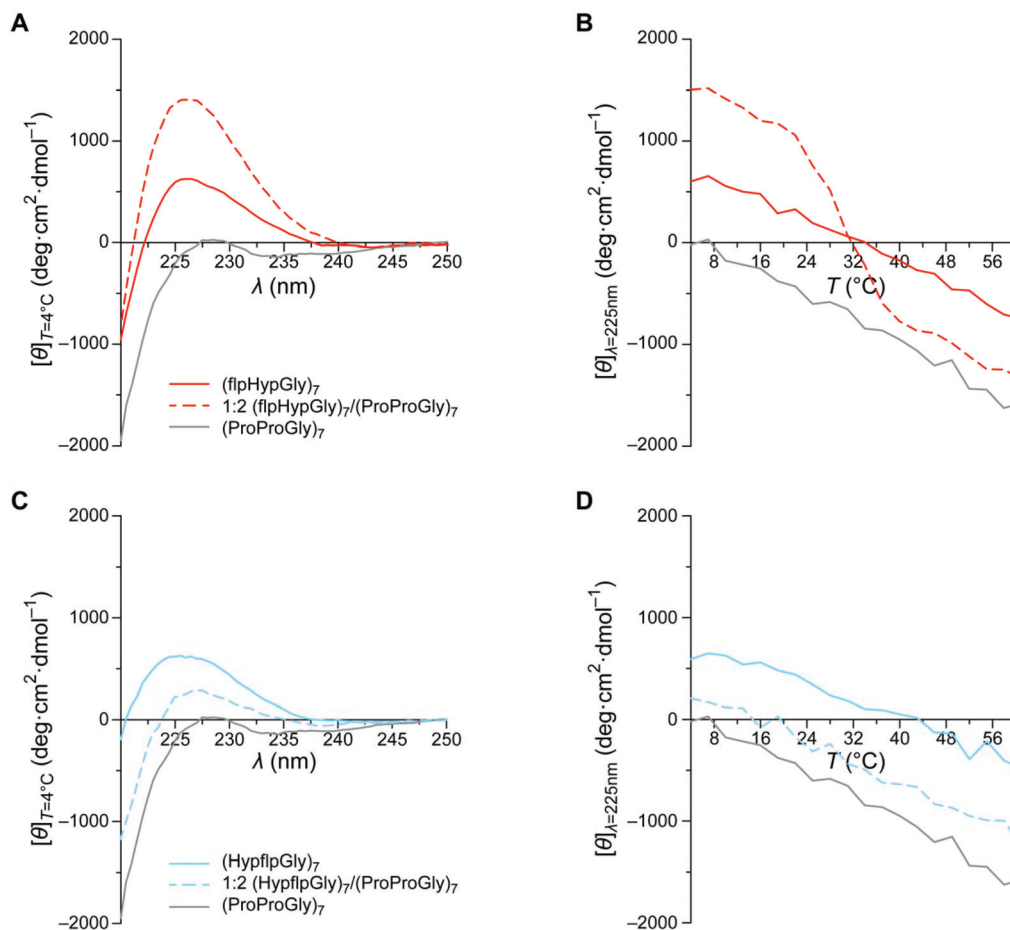 A
2000
1000
0
−1000
−2000
[θ]T=4°C (deg·cm2·dmol−1)
225 230 235 240 245 250
λ (nm)
(flpHypGly)7
1:2 (flpHypGly)7/(ProProGly)7
(ProProGly)7
B
2000
1000
0
−1000
−2000
[θ]λ=225nm (deg·cm2·dmol−1)
8 16 24 32 40 48 56
T (°C)
C
2000
1000
0
−1000
−2000
[θ]T=4°C (deg·cm2·dmol−1)
225 230 235 240 245 250
λ (nm)
(HypflpGly)7
1:2 (HypflpGly)7/(ProProGly)7
(ProProGly)7
D
2000
1000
0
−1000
−2000
[θ]λ=225nm (deg·cm2·dmol−1)
8 16 24 32 40 48 56
T (°C)